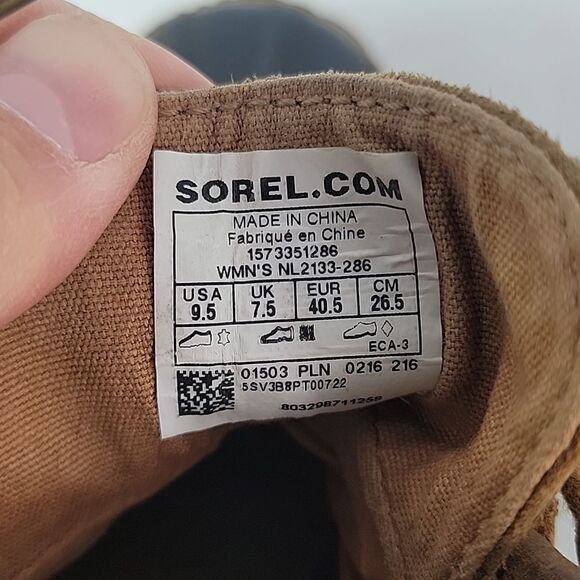 SOREL.COM
MADE IN CHINA
Fabriqué en Chine
1573351286
WMN'S NL2133-286
USA UK EUR CM
9.5 7.5 40.5 26.5
ECA-3
01503 PLN 0216 216
5SV3B8PT00722
803298711258